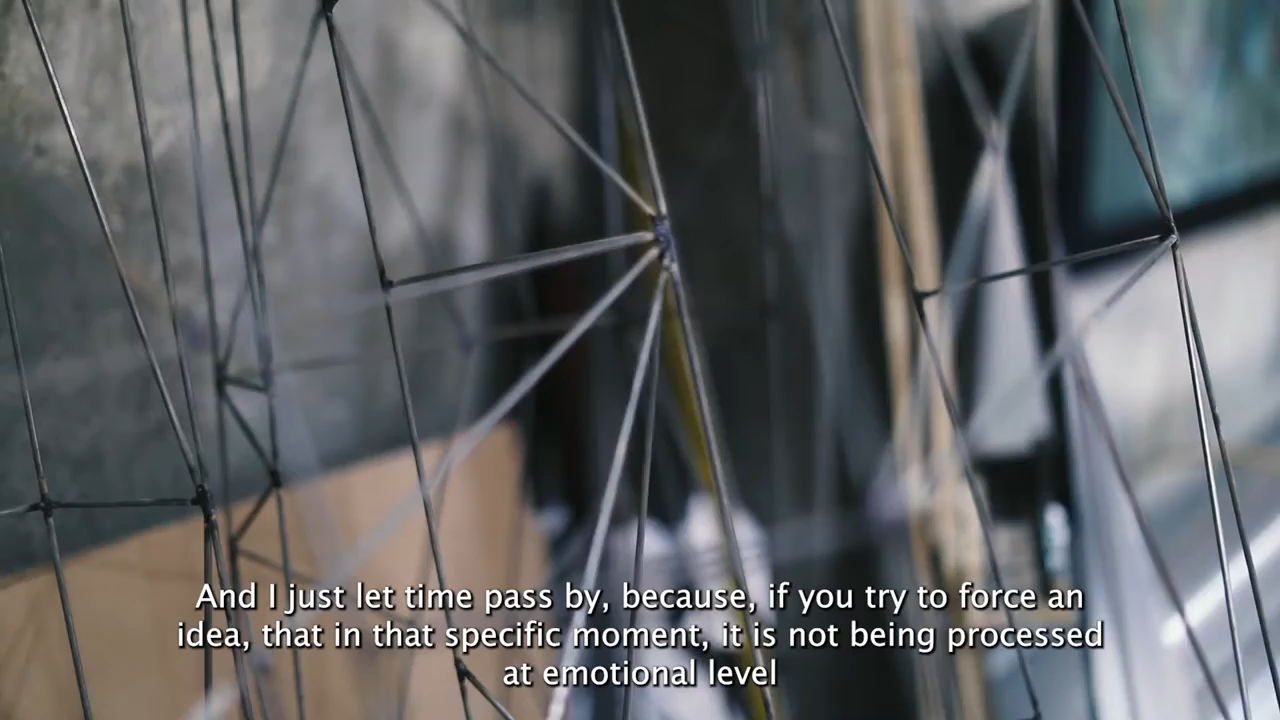 And I just let time pass by, because, if you try to force an
idea, that in that specific moment, it is not being processed
at emotional level